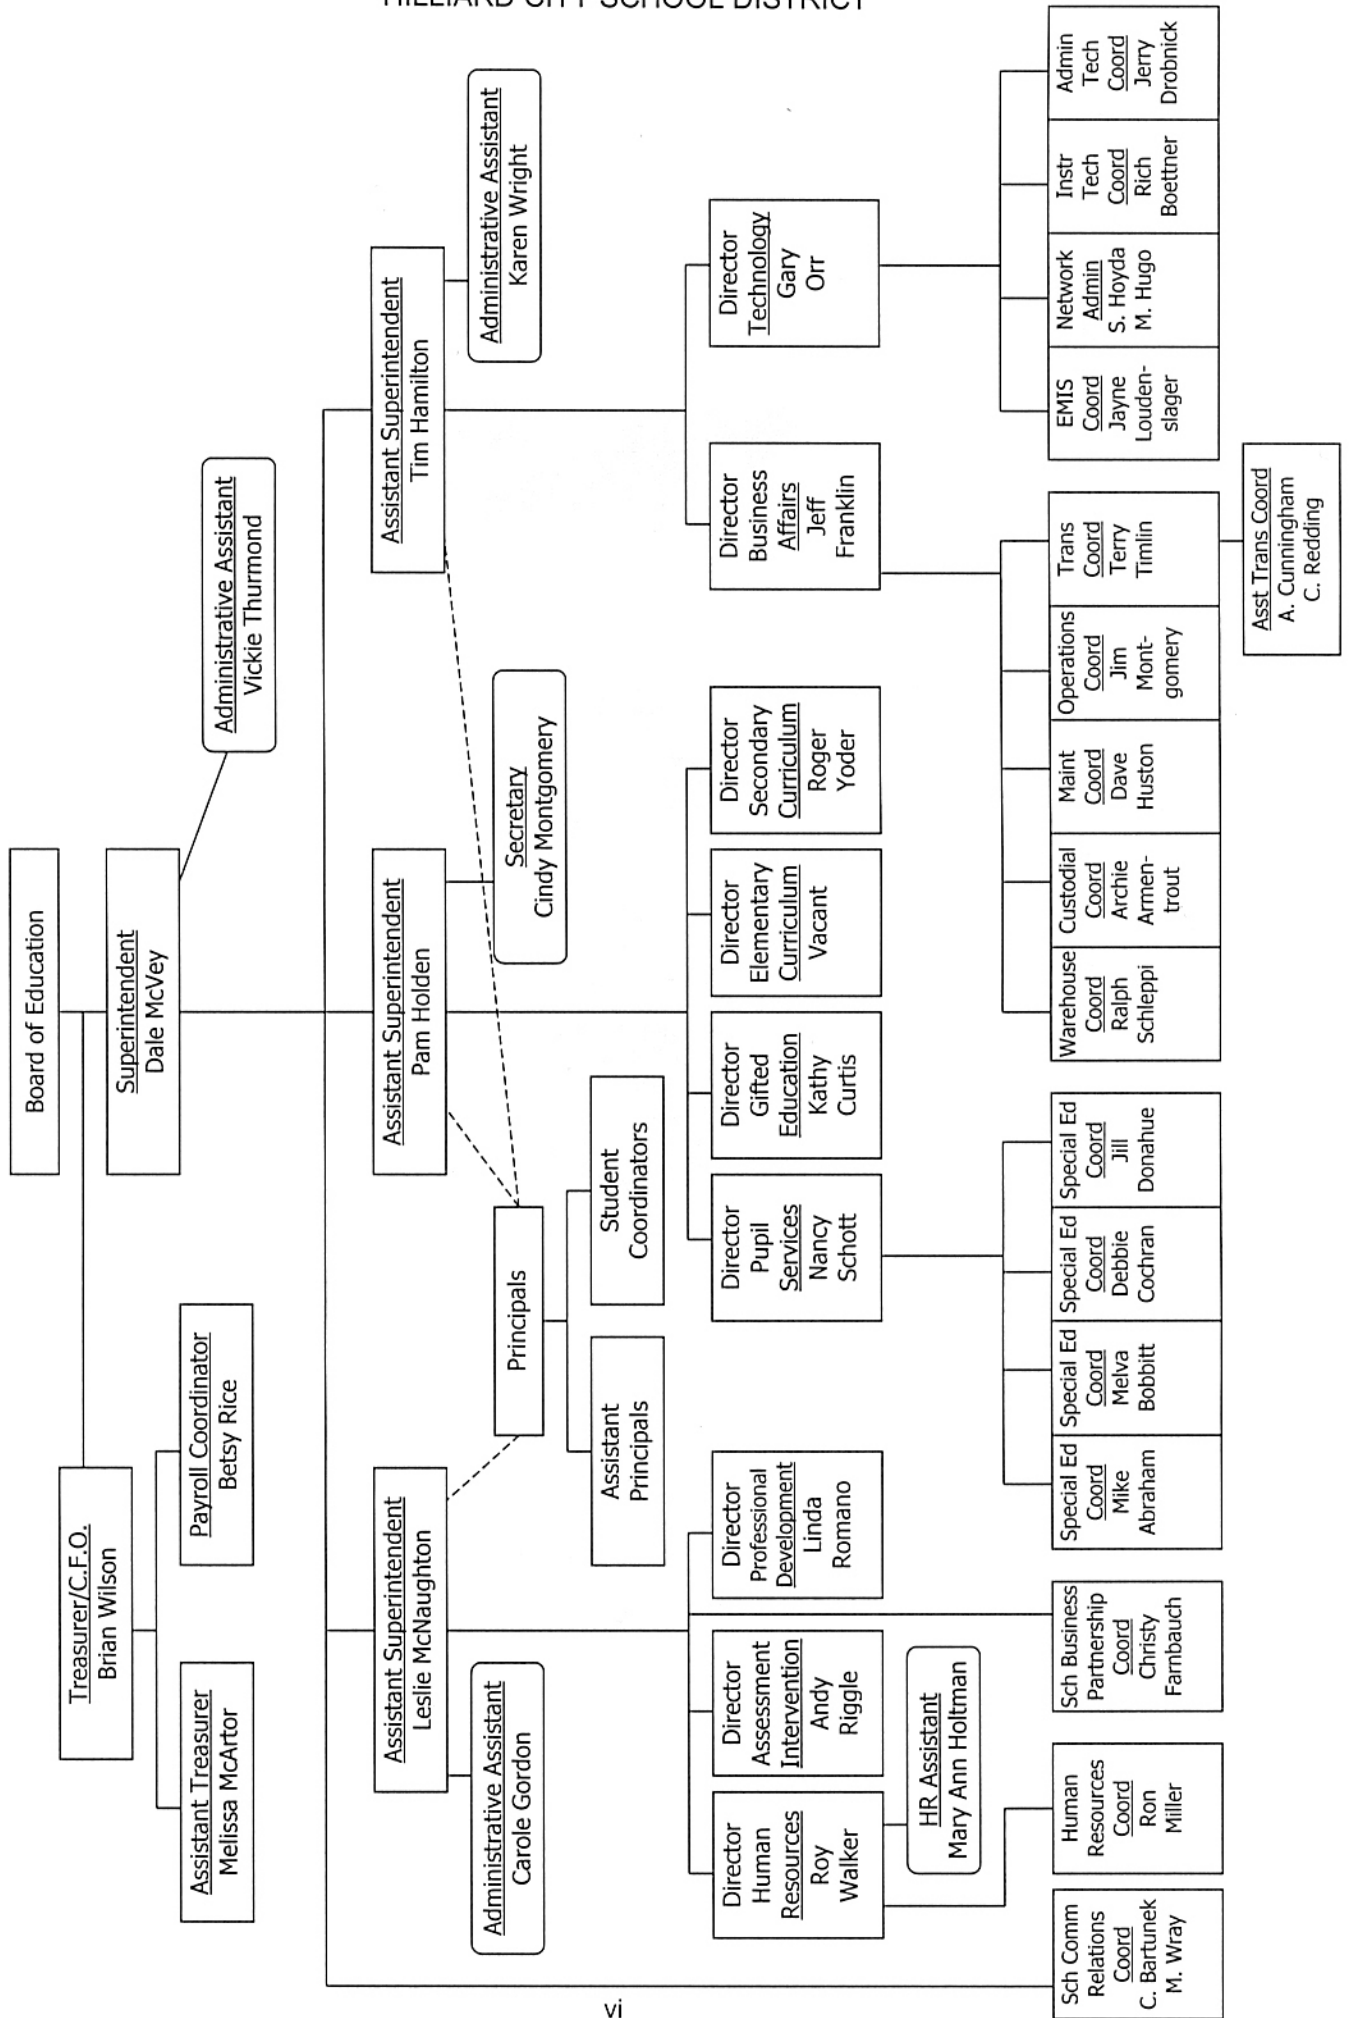 HILLIARD CITY SCHOOL DISTRICT
Board of Education
Treasurer/C.F.O.
Brian Wilson
Superintendent
Dale McVey
Assistant Treasurer
Melissa McArtor
Payroll Coordinator
Betsy Rice
Administrative Assistant
Vickie Thurmond
Assistant Superintendent
Leslie McNaughton
Assistant Superintendent
Pam Holden
Assistant Superintendent
Tim Hamilton
Administrative Assistant
Carole Gordon
Principals
Secretary
Cindy Montgomery
Administrative Assistant
Karen Wright
Assistant
Principals
Student
Coordinators
Director
Human
Resources
Roy
Walker
Director
Assessment
Intervention
Andy
Riggle
Director
Professional
Development
Linda
Romano
Director
Pupil
Services
Nancy
Schott
Director
Gifted
Education
Kathy
Curtis
Director
Elementary
Curriculum
Vacant
Director
Secondary
Curriculum
Roger
Yoder
Director
Business
Affairs
Jeff
Franklin
Director
Technology
Gary
Orr
HR Assistant
Mary Ann Holtman
Sch Comm
Relations
Coord
C. Bartunek
M. Wray
Human
Resources
Coord
Ron
Miller
Sch Business
Partnership
Coord
Christy
Farnbauch
Special Ed
Coord
Mike
Abraham
Special Ed
Coord
Melva
Bobbitt
Special Ed
Coord
Debbie
Cochran
Special Ed
Coord
Jill
Donahue
Warehouse
Coord
Ralph
Schleppi
Custodial
Coord
Archie
Armen-
trout
Maint
Coord
Dave
Huston
Operations
Coord
Jim
Mont-
gomery
Trans
Coord
Terry
Timlin
EMIS
Coord
Jayne
Louden-
slager
Network
Admin
S. Hoyda
M. Hugo
Instr
Tech
Coord
Rich
Boettner
Admin
Tech
Coord
Jerry
Drobnick
Asst Trans Coord
A. Cunningham
C. Redding
vi